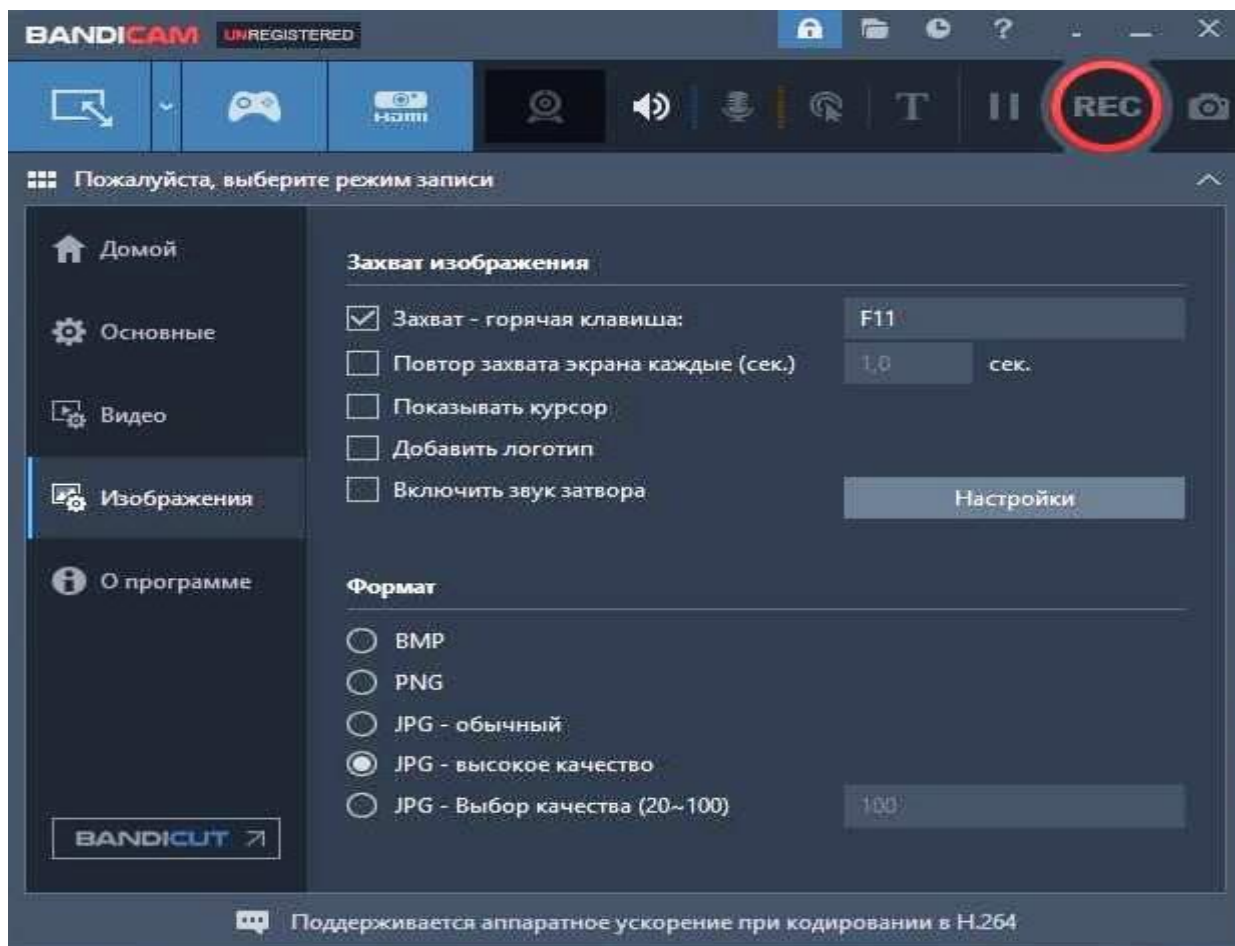 BANDICAM UNREGISTERED
?
HDMI
T
REC
Пожалуйста, выберите режим записи
Домой
Основные
Видео
Изображения
О программе
BANDICUT
Захват изображения
Захват - горячая клавиша: F11
Повтор захвата экрана каждые (сек.) 1,0 сек.
Показывать курсор
Добавить логотип
Включить звук затвора
Настройки
Формат
BMP
PNG
JPG - обычный
JPG - высокое качество
JPG - Выбор качества (20~100) 100
Поддерживается аппаратное ускорение при кодировании в H.264